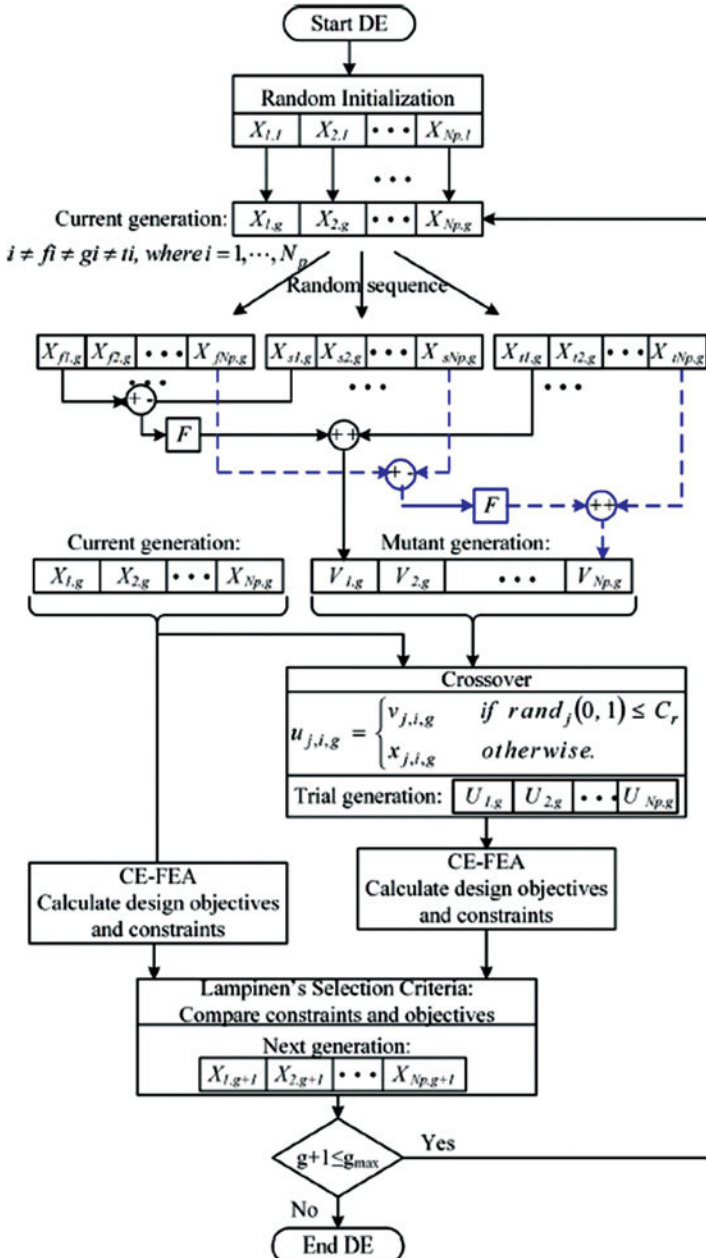 Start DE
Random Initialization
X1,1 X2,1 • • • XNp,1
• • •
Current generation: X1,g X2,g • • • XNp,g
i ≠ fi ≠ gi ≠ ti, where i = 1,⋯,Np
Random sequence
Xf1,g Xf2,g • • • XfNp,g Xs1,g Xs2,g • • • XsNp,g Xt1,g Xt2,g • • • XtNp,g
• • • • • • • • •
+ -
F + +
+ -
F ++
Current generation: Mutant generation:
X1,g X2,g • • • XNp,g V1,g V2,g • • • VNp,g
Crossover
uj,i,g = { vj,i,g if randj(0, 1) ≤ Cr
xj,i,g otherwise.
Trial generation: U1,g U2,g • • • UNp,g
CE-FEA
Calculate design objectives
and constraints
CE-FEA
Calculate design objectives
and constraints
Lampinen's Selection Criteria:
Compare constraints and objectives
Next generation:
X1,g+1 X2,g+1 • • • XNp,g+1
g+1≤gmax Yes
No
End DE